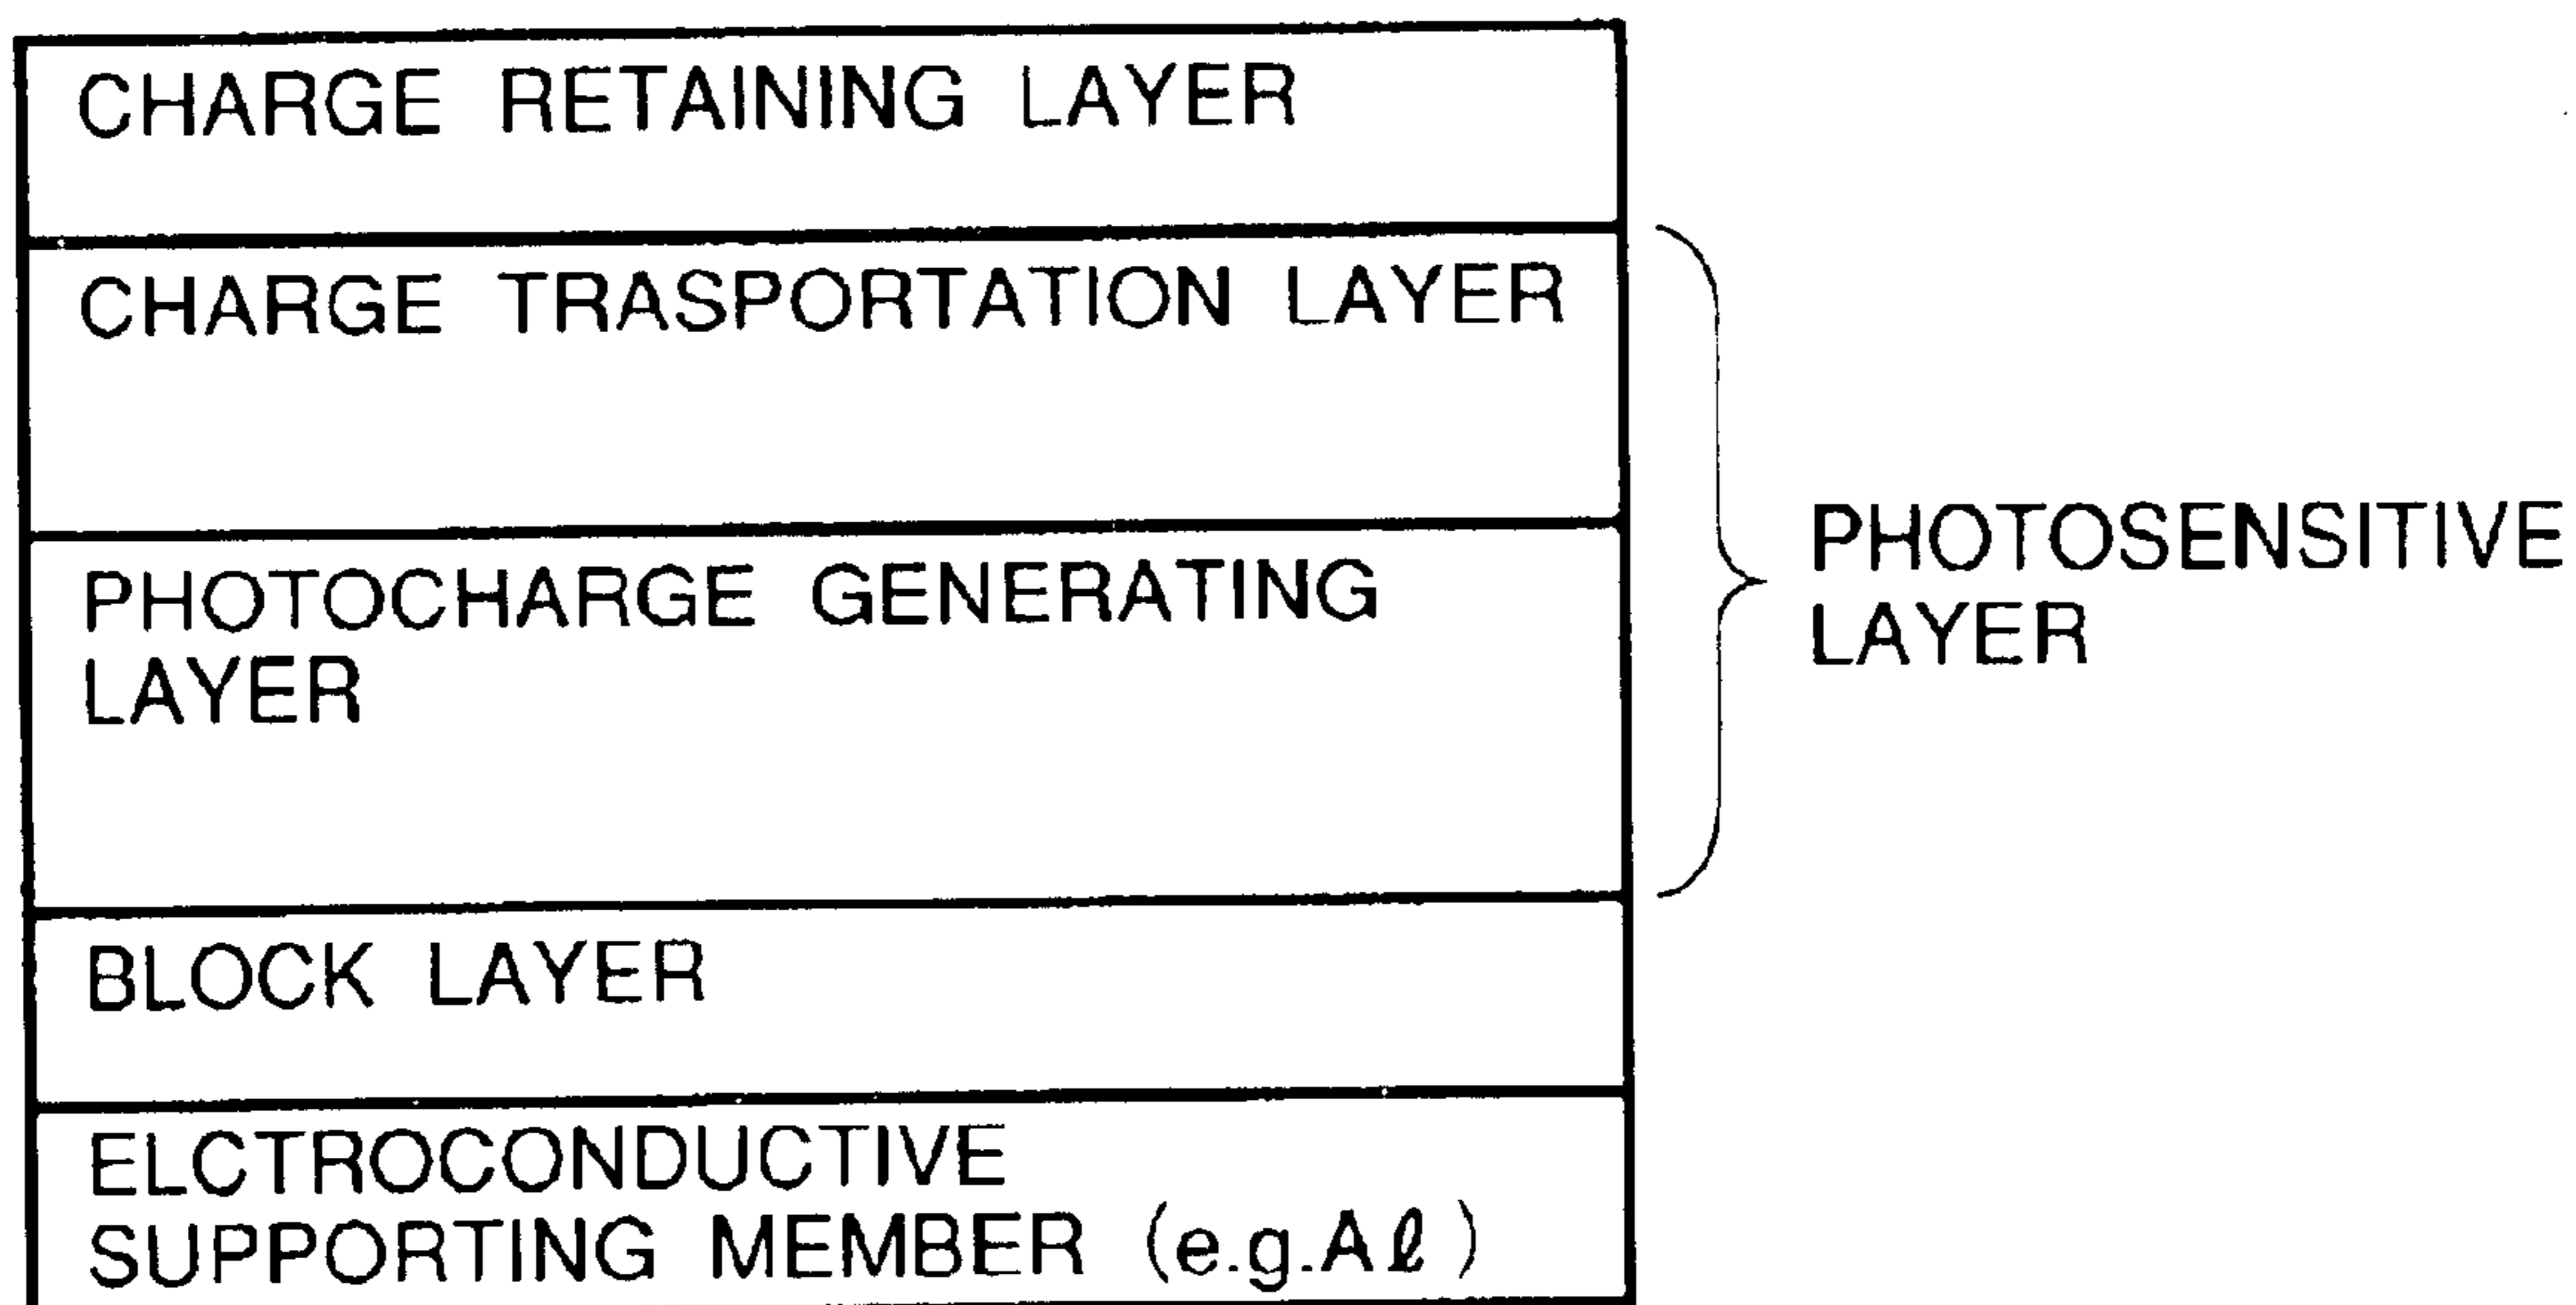 CHARGE RETAINING LAYER
CHARGE TRASPORTATION LAYER
PHOTOCHARGE GENERATING
LAYER
PHOTOSENSITIVE
LAYER
BLOCK LAYER
ELCTROCONDUCTIVE
SUPPORTING MEMBER (e.g.Aℓ)